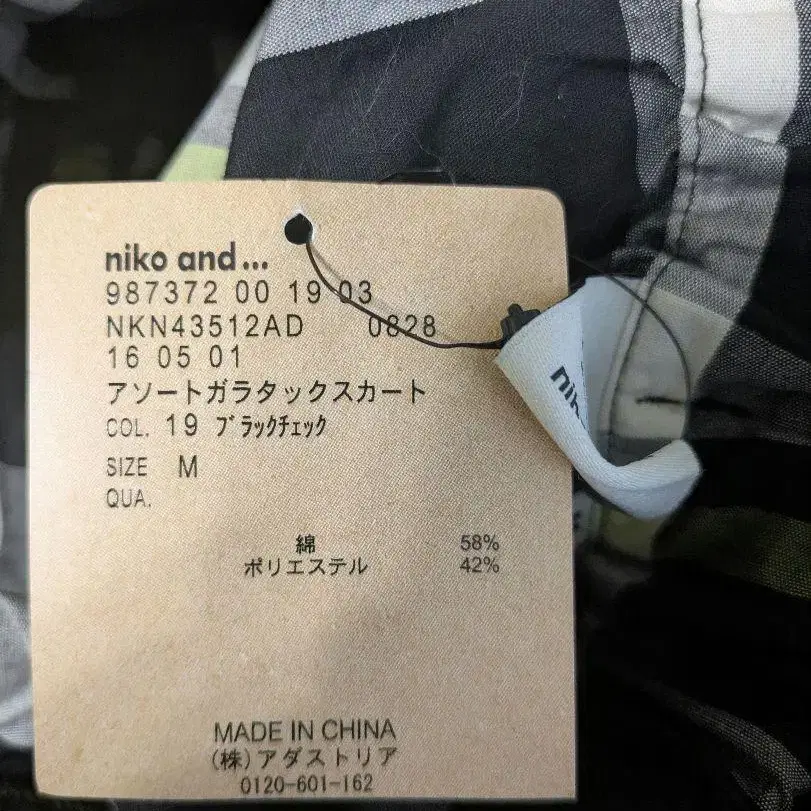 niko and...
987372 00 19 03
NKN43512AD 0828
16 05 01
アソートガラタックスカート
COL. 19 ブラックチェック
SIZE M
QUA.
綿 58%
ポリエステル 42%
MADE IN CHINA
(株)アダストリア
0120-601-162